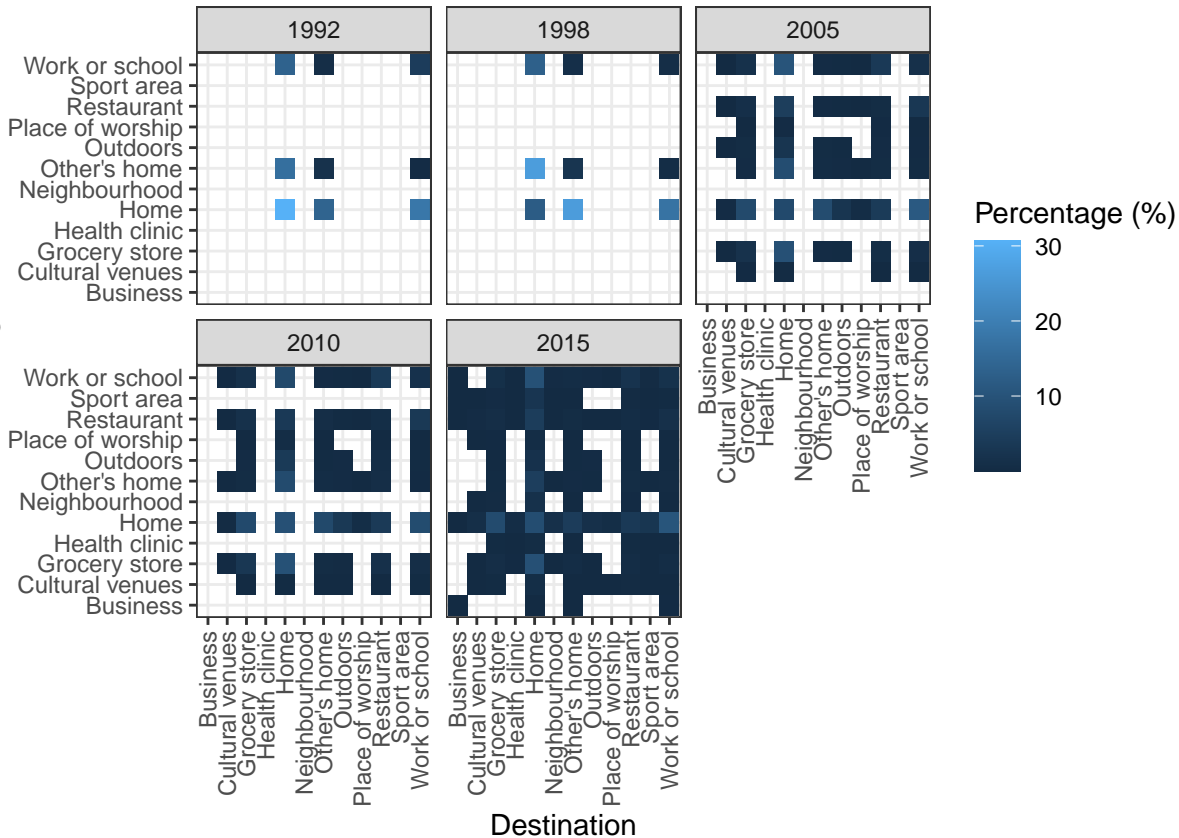 1992
1998
2005
Work or school
Sport area
Restaurant
Place of worship
Outdoors
Other's home
Neighbourhood
Home
Health clinic
Grocery store
Cultural venues
Business
Business
Cultural venues
Grocery store
Health clinic
Home
Neighbourhood
Other's home
Outdoors
Place of worship
Restaurant
Sport area
Work or school
2010
2015
Work or school
Sport area
Restaurant
Place of worship
Outdoors
Other's home
Neighbourhood
Home
Health clinic
Grocery store
Cultural venues
Business
Business
Cultural venues
Grocery store
Health clinic
Home
Neighbourhood
Other's home
Outdoors
Place of worship
Restaurant
Sport area
Work or school
Business
Cultural venues
Grocery store
Health clinic
Home
Neighbourhood
Other's home
Outdoors
Place of worship
Restaurant
Sport area
Work or school
Destination
Percentage (%)
30
20
10